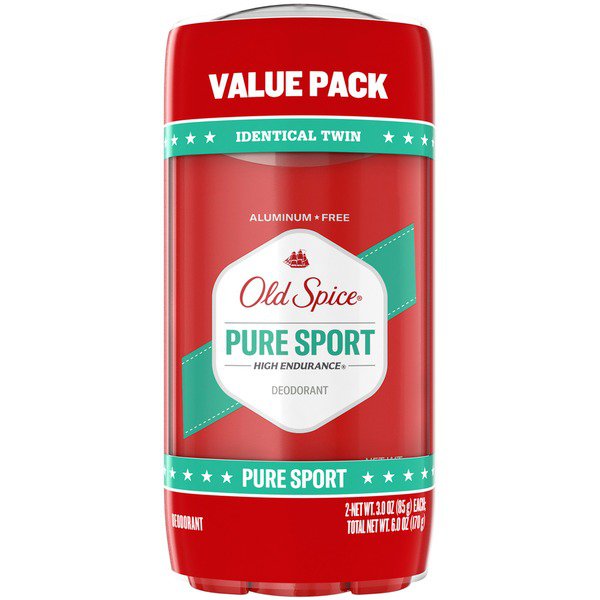 VALUE PACK
IDENTICAL TWIN
ALUMINUM ★ FREE
Old Spice®
PURE SPORT
HIGH ENDURANCE®
DEODORANT
PURE SPORT
DEODORANT
2-NET WT. 3.0 OZ (85 g) EACH:
TOTAL NET WT. 6.0 OZ (170 g)